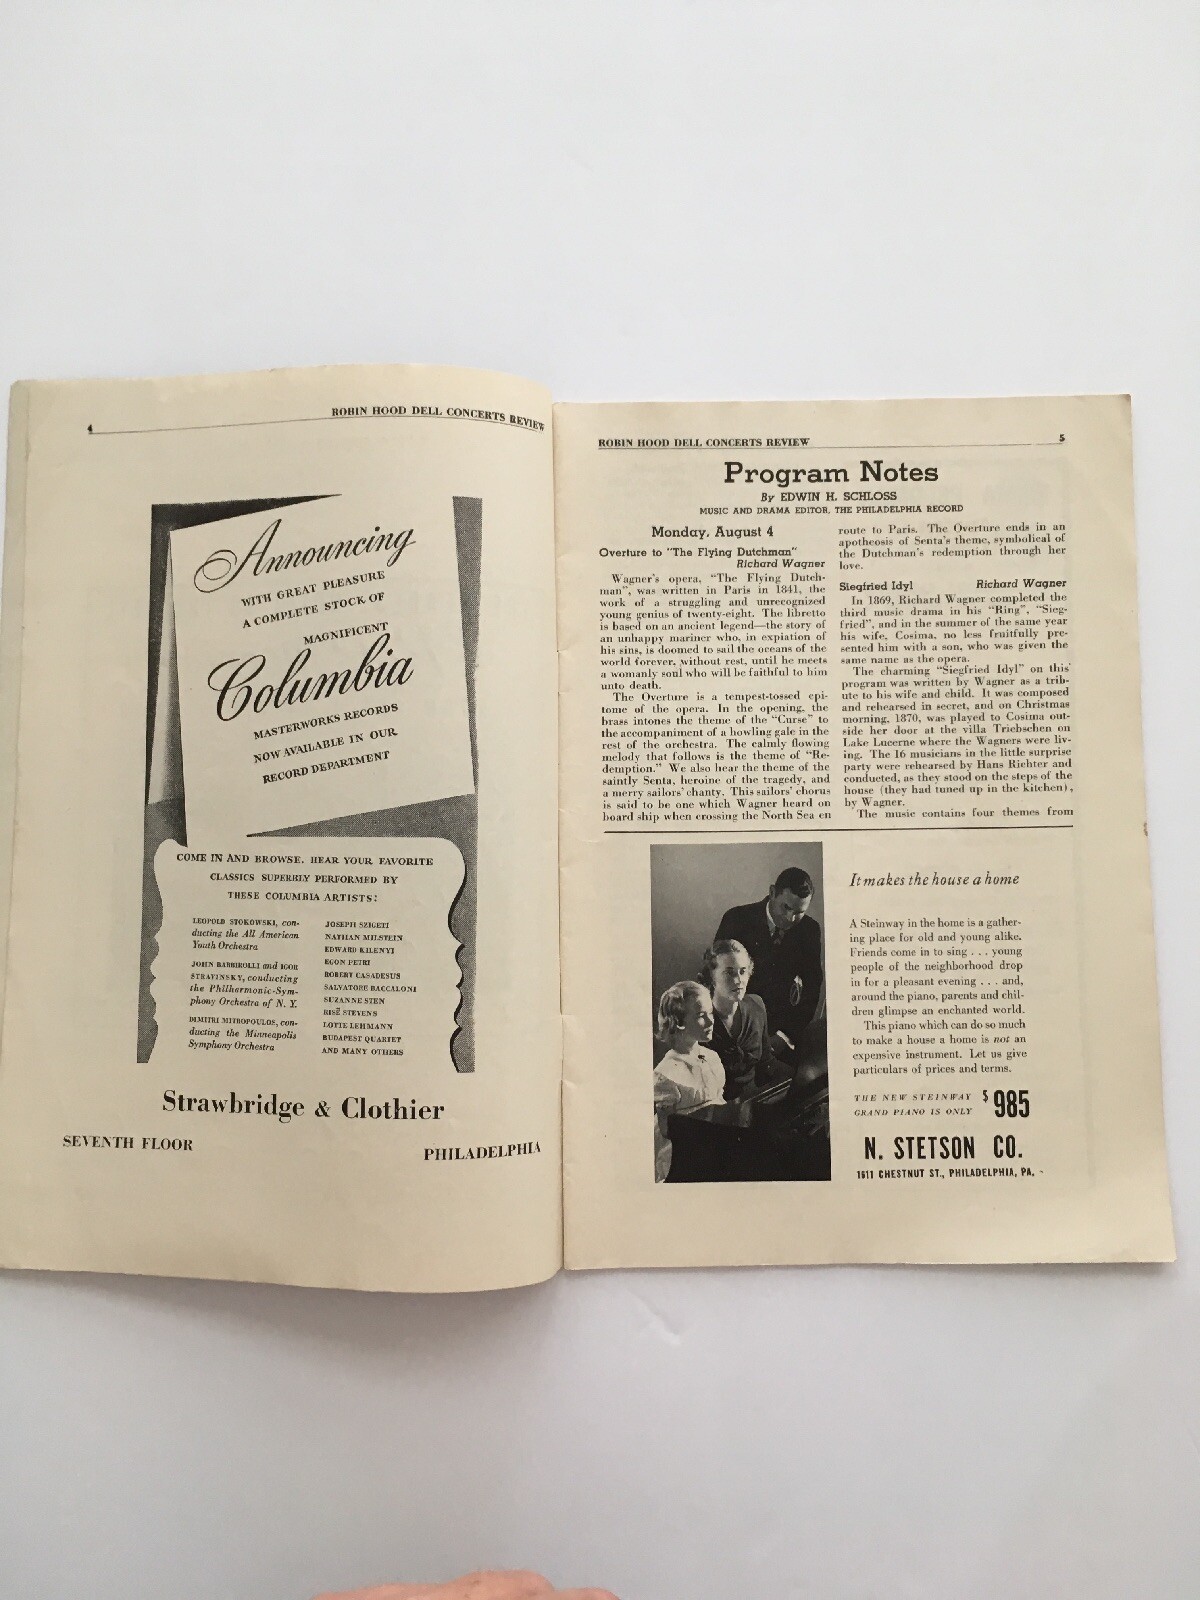 4
ROBIN HOOD DELL CONCERTS REVIEW
Announcing
WITH GREAT PLEASURE
A COMPLETE STOCK OF
MAGNIFICENT
Columbia
MASTERWORKS RECORDS
NOW AVAILABLE IN OUR
RECORD DEPARTMENT
COME IN AND BROWSE. HEAR YOUR FAVORITE
CLASSICS SUPERBLY PERFORMED BY
THESE COLUMBIA ARTISTS:
LEOPOLD STOKOWSKI, con-
ducting the All American
Youth Orchestra
JOHN BARBIROLLI and IGOR
STRAVINSKY, conducting
the Philharmonic-Sym-
phony Orchestra of N. Y.
DIMITRI MITROPOULOS, con-
ducting the Minneapolis
Symphony Orchestra
JOSEPH SZIGETI
NATHAN MILSTEIN
EDWARD KILENYI
EGON PETRI
ROBERT CASADESUS
SALVATORE BACCALONI
SUZANNE STEN
RISË STEVENS
LOTTE LEHMANN
BUDAPEST QUARTET
AND MANY OTHERS
Strawbridge & Clothier
SEVENTH FLOOR
PHILADELPHIA
ROBIN HOOD DELL CONCERTS REVIEW
5
Program Notes
By EDWIN H. SCHLOSS
MUSIC AND DRAMA EDITOR, THE PHILADELPHIA RECORD
Monday, August 4
Overture to "The Flying Dutchman"
Richard Wagner
Wagner's opera, "The Flying Dutch-
man", was written in Paris in 1841, the
work of a struggling and unrecognized
young genius of twenty-eight. The libretto
is based on an ancient legend—the story of
an unhappy mariner who, in expiation of
his sins, is doomed to sail the oceans of the
world forever, without rest, until he meets
a womanly soul who will be faithful to him
unto death.
The Overture is a tempest-tossed epi-
tome of the opera. In the opening, the
brass intones the theme of the "Curse" to
the accompaniment of a howling gale in the
rest of the orchestra. The calmly flowing
melody that follows is the theme of "Re-
demption." We also hear the theme of the
saintly Senta, heroine of the tragedy, and
a merry sailors' chanty. This sailors' chorus
is said to be one which Wagner heard on
board ship when crossing the North Sea en
route to Paris. The Overture ends in an
apotheosis of Senta's theme, symbolical of
the Dutchman's redemption through her
love.
Siegfried Idyl Richard Wagner
In 1869, Richard Wagner completed the
third music drama in his "Ring", "Sieg-
fried", and in the summer of the same year
his wife, Cosima, no less fruitfully pre-
sented him with a son, who was given the
same name as the opera.
The charming "Siegfried Idyl" on this
program was written by Wagner as a trib-
ute to his wife and child. It was composed
and rehearsed in secret, and on Christmas
morning, 1870, was played to Cosima out-
side her door at the villa Triebschen on
Lake Lucerne where the Wagners were liv-
ing. The 16 musicians in the little surprise
party were rehearsed by Hans Richter and
conducted, as they stood on the steps of the
house (they had tuned up in the kitchen),
by Wagner.
The music contains four themes from
It makes the house a home
A Steinway in the home is a gather-
ing place for old and young alike.
Friends come in to sing . . . young
people of the neighborhood drop
in for a pleasant evening . . . and,
around the piano, parents and chil-
dren glimpse an enchanted world.
This piano which can do so much
to make a house a home is not an
expensive instrument. Let us give
particulars of prices and terms.
THE NEW STEINWAY
GRAND PIANO IS ONLY $985
N. STETSON CO.
1611 CHESTNUT ST., PHILADELPHIA, PA.